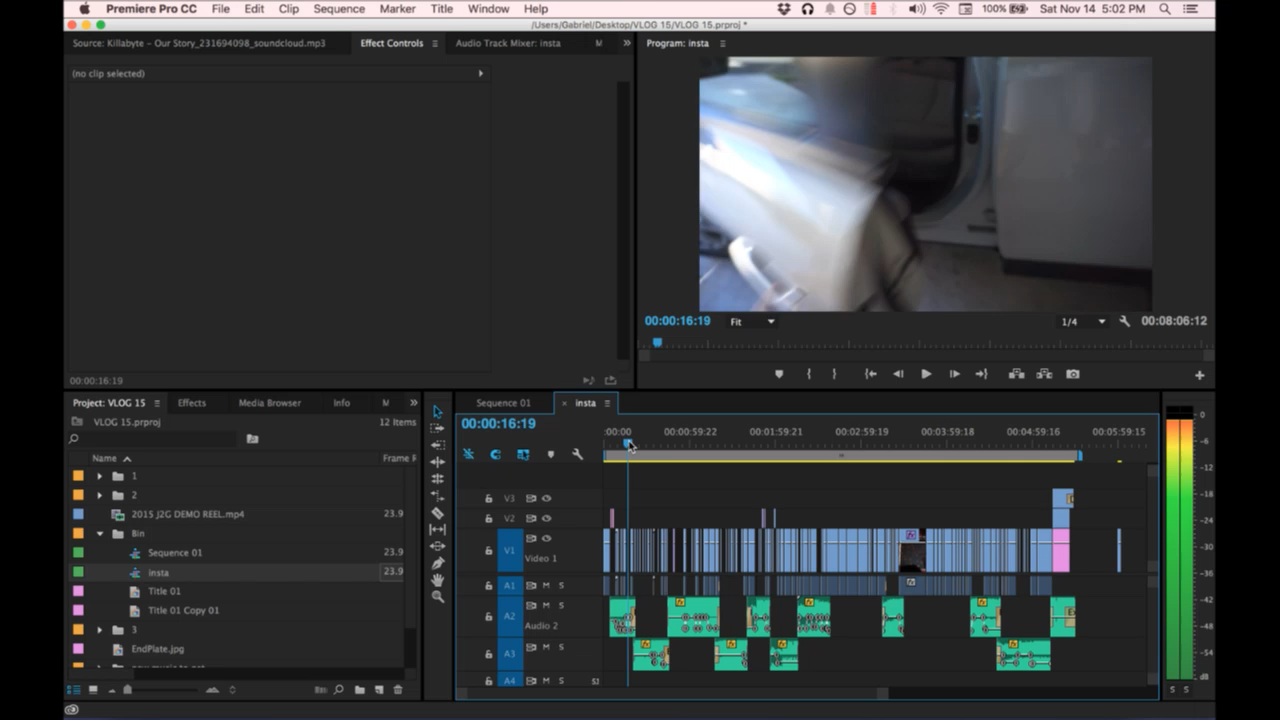 Premiere Pro CC File Edit Clip Sequence Marker Title Window Help 100% Sat Nov 14 5:02 PM
/Users/Gabriel/Desktop/VLOG 15/VLOG 15.prproj *
Source: Killabyte - Our Story_231694098_soundcloud.mp3 Effect Controls Audio Track Mixer: insta M
Program: insta
(no clip selected)
00:00:16:19 Fit 1/4 00:08:06:12
00:00:16:19
Project: VLOG 15 Effects Media Browser Info M
VLOG 15.prproj 12 Items
Name Frame R
1
2
2015 J2G DEMO REEL.mp4 23.9
Bin
Sequence 01 23.9
insta 23.9
Title 01
Title 01 Copy 01
3
EndPlate.jpg
Sequence 01 insta
00:00:16:19
:00:00 00:00:59:22 00:01:59:21 00:02:59:19 00:03:59:18 00:04:59:16 00:05:59:15
V3
V2
V1 Video 1
A1 M S
A2 M S Audio 2
A3 M S
A4 M S
0
-6
-12
-18
-24
-30
-36
-42
-48
-54
dB
S S